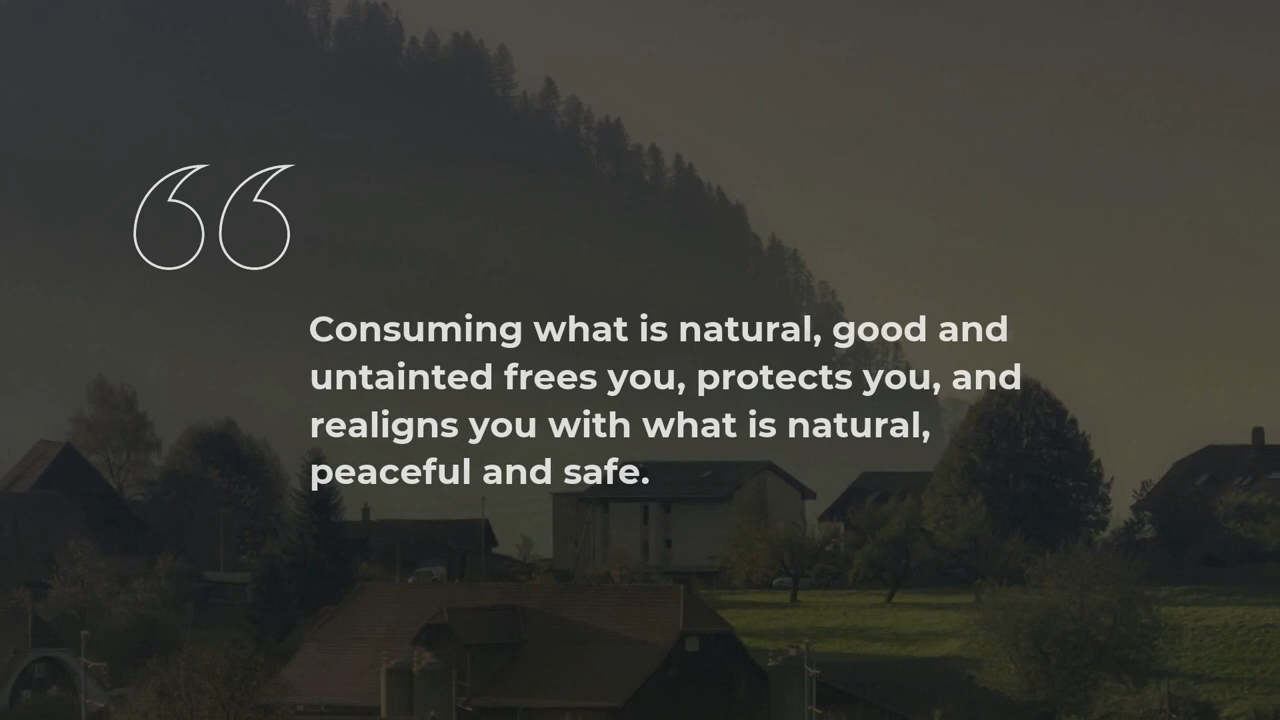 “
Consuming what is natural, good and
untainted frees you, protects you, and
realigns you with what is natural,
peaceful and safe.